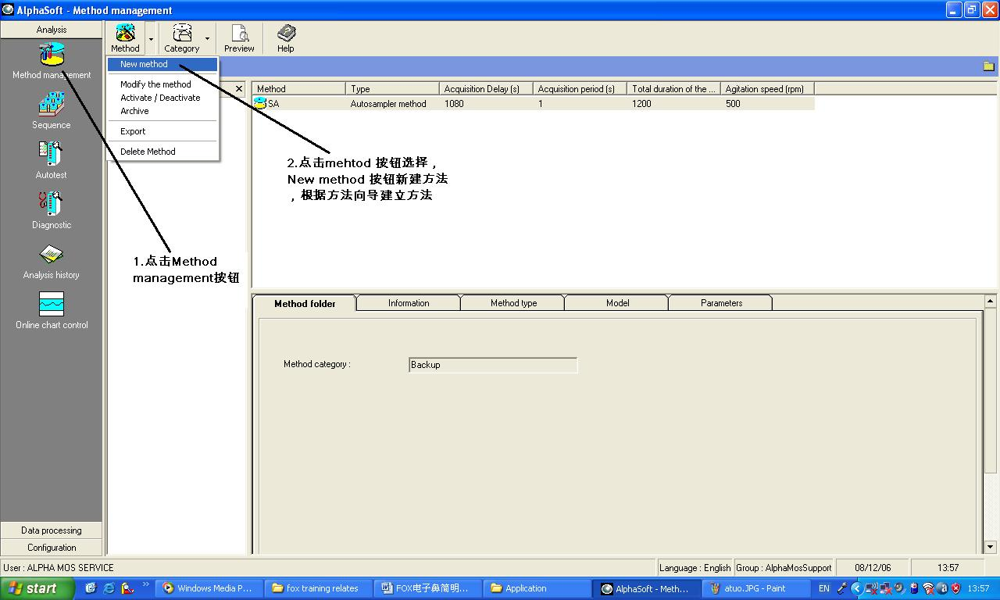 AlphaSoft - Method management
Analysis
Method management
Sequence
Autotest
Diagnostic
Analysis history
Online chart control
Data processing
Configuration
Method
Category
Preview
Help
New method
Modify the method
Activate / Deactivate
Archive
Export
Delete Method
Method Type Acquisition Delay (s) Acquisition period (s) Total duration of the ... Agitation speed (rpm)
SA Autosampler method 1080 1 1200 500
2.点击mehtod 按钮选择，
New method 按钮新建方法
，根据方法向导建立方法
1.点击Method
management按钮
Method folder Information Method type Model Parameters
Method category : Backup
User : ALPHA MOS SERVICE Language : English Group : AlphaMosSupport 08/12/06 13:57
start Windows Media P... fox training relates FOX电子鼻简明... Application AlphaSoft - Meth... atuo.JPG - Paint EN 13:57